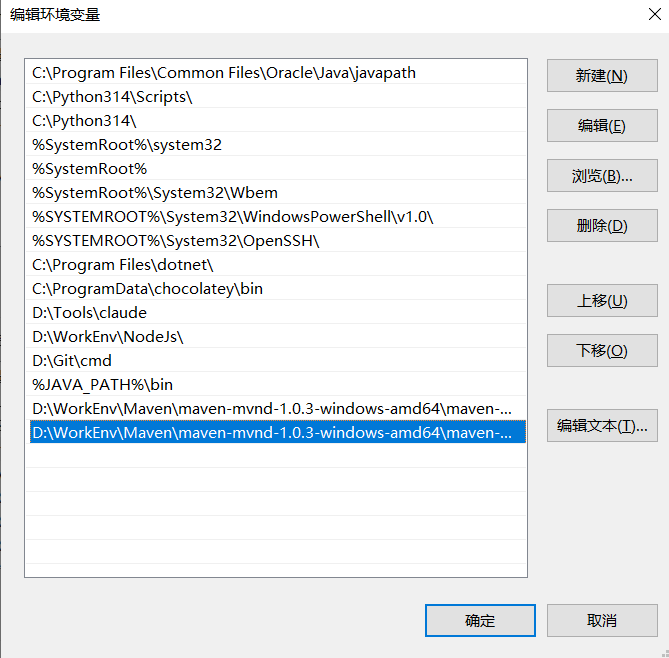 编辑环境变量
C:\Program Files\Common Files\Oracle\Java\javapath
C:\Python314\Scripts\
C:\Python314\
%SystemRoot%\system32
%SystemRoot%
%SystemRoot%\System32\Wbem
%SYSTEMROOT%\System32\WindowsPowerShell\v1.0\
%SYSTEMROOT%\System32\OpenSSH\
C:\Program Files\dotnet\
C:\ProgramData\chocolatey\bin
D:\Tools\claude
D:\WorkEnv\NodeJs\
D:\Git\cmd
%JAVA_PATH%\bin
D:\WorkEnv\Maven\maven-mvnd-1.0.3-windows-amd64\maven-...
D:\WorkEnv\Maven\maven-mvnd-1.0.3-windows-amd64\maven-...
新建(N)
编辑(E)
浏览(B)...
删除(D)
上移(U)
下移(O)
编辑文本(T)...
确定
取消